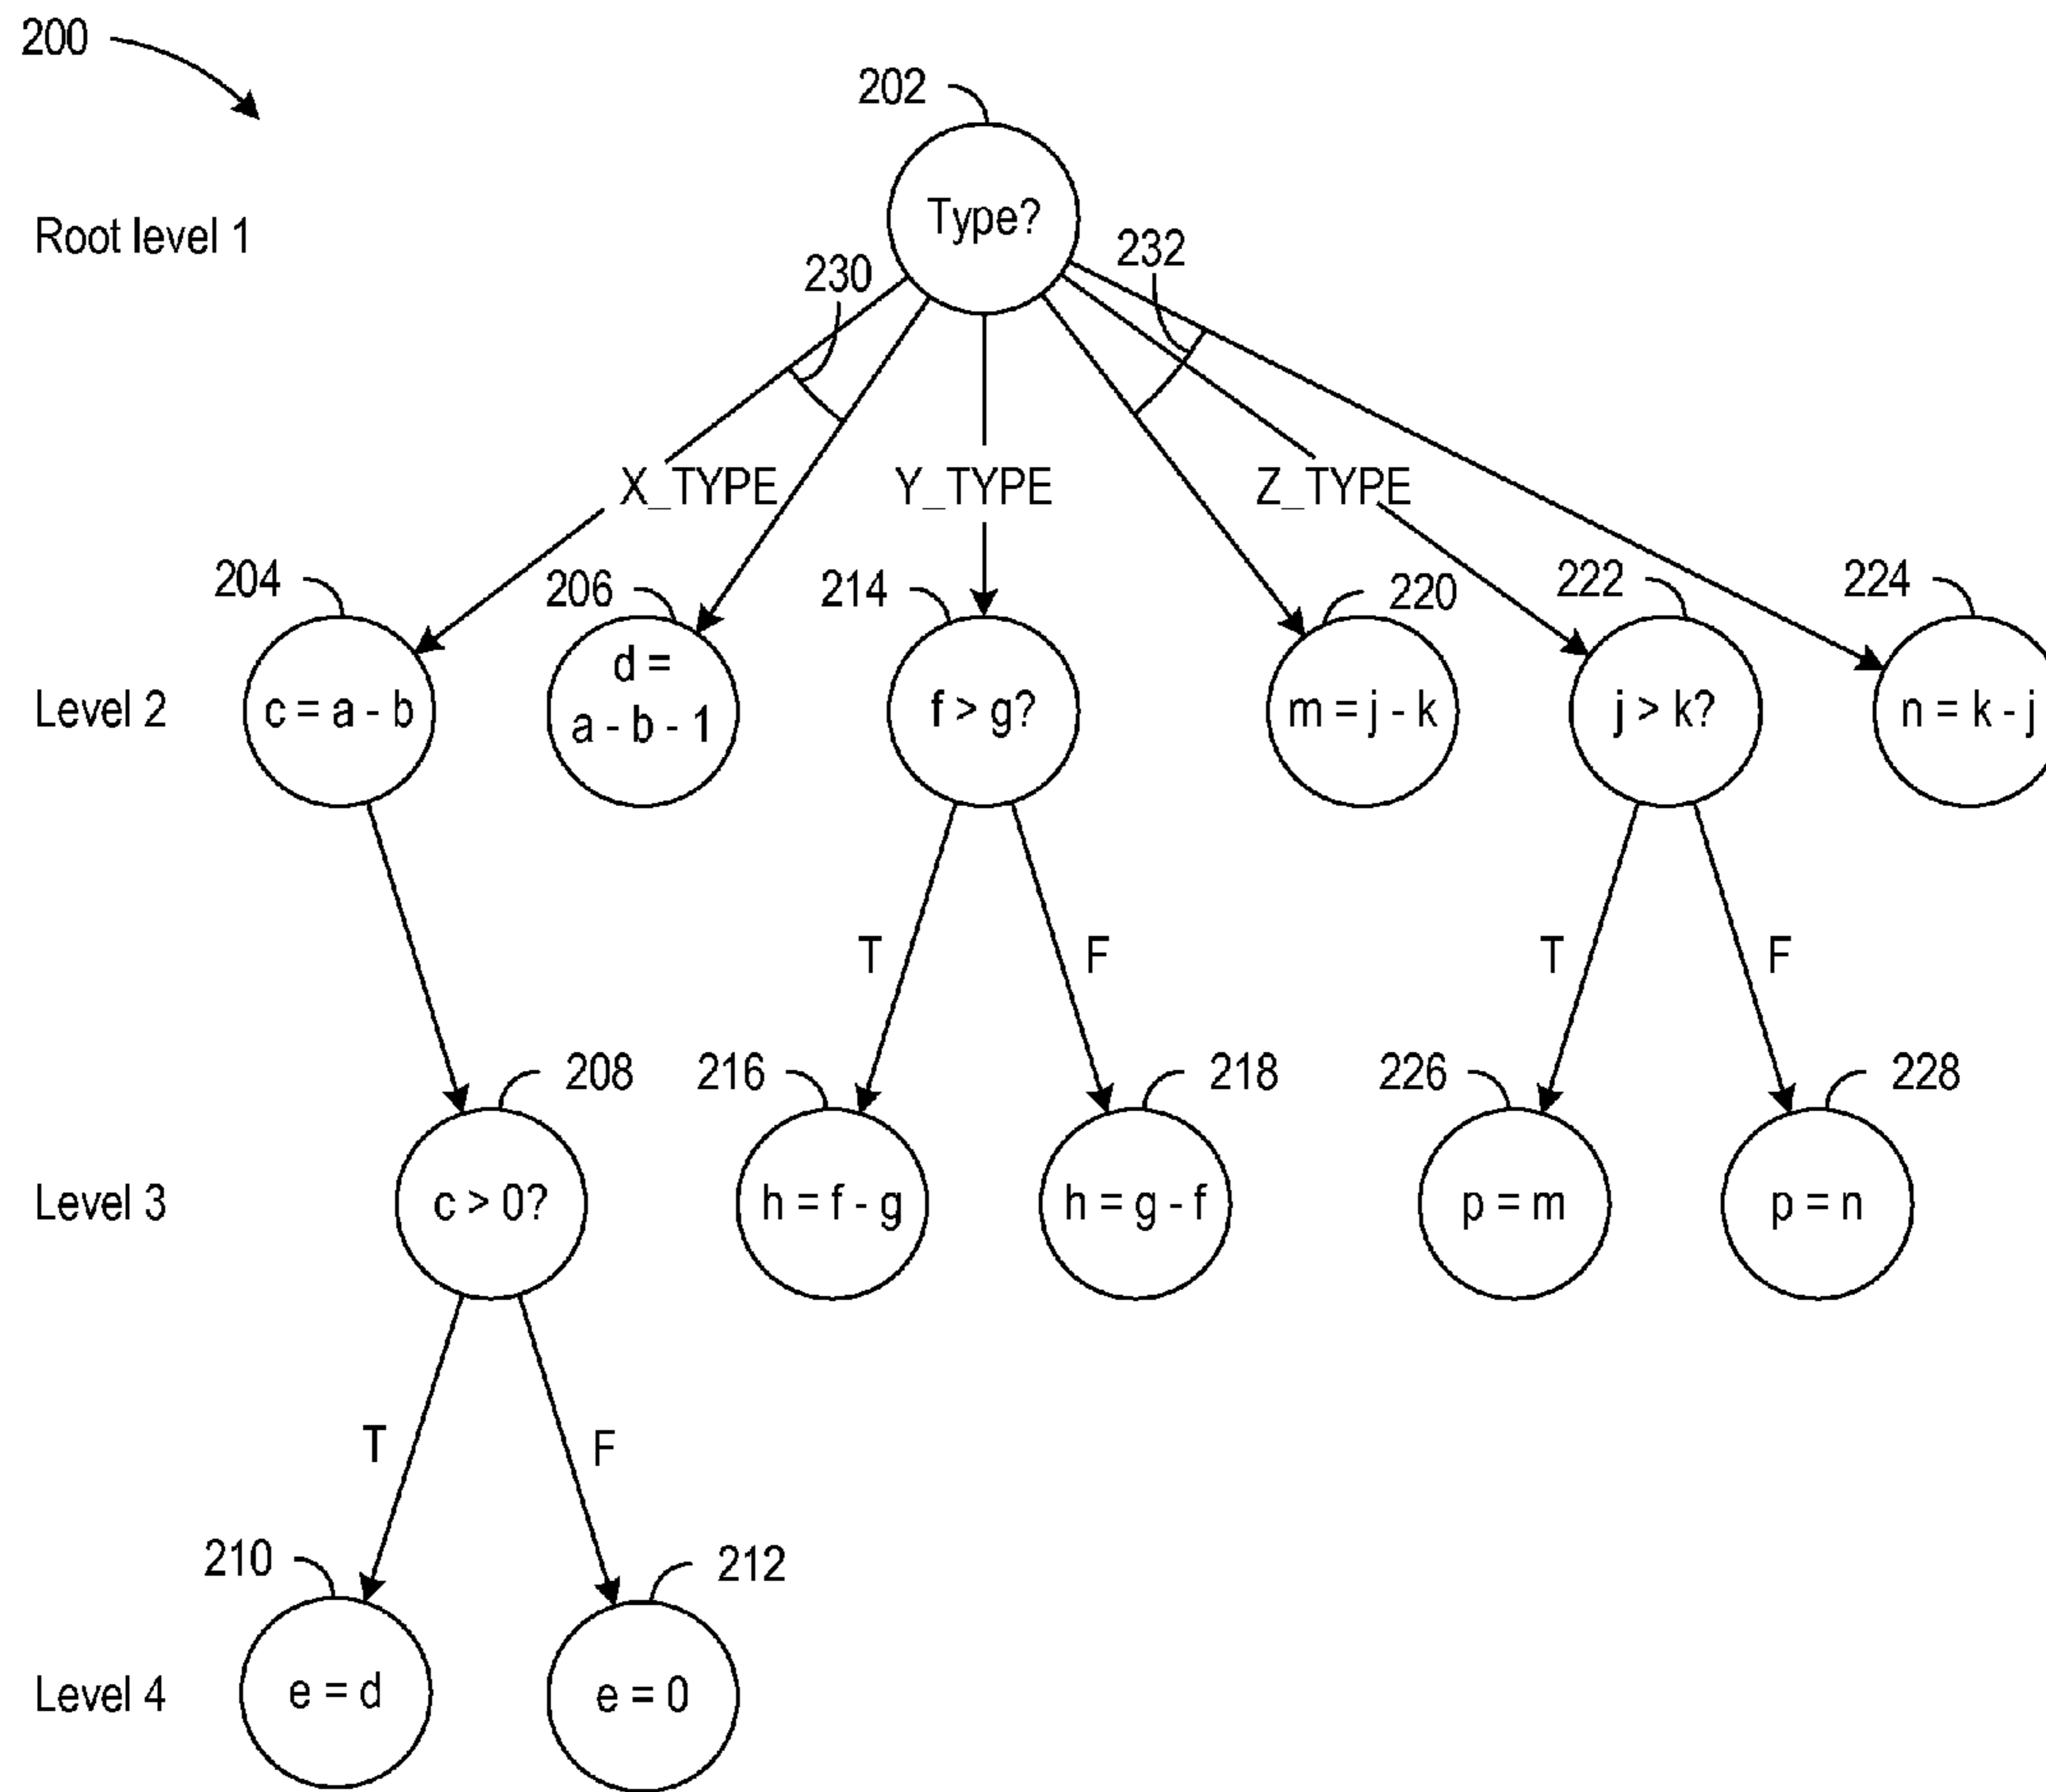 200
202
Type?
Root level 1
230
232
X_TYPE
Y_TYPE
Z_TYPE
204
206
214
220
222
224
Level 2
c = a - b
d =
a - b - 1
f > g?
m = j - k
j > k?
n = k - j
T
F
T
F
208
216
218
226
228
Level 3
c > 0?
h = f - g
h = g - f
p = m
p = n
T
F
210
212
Level 4
e = d
e = 0